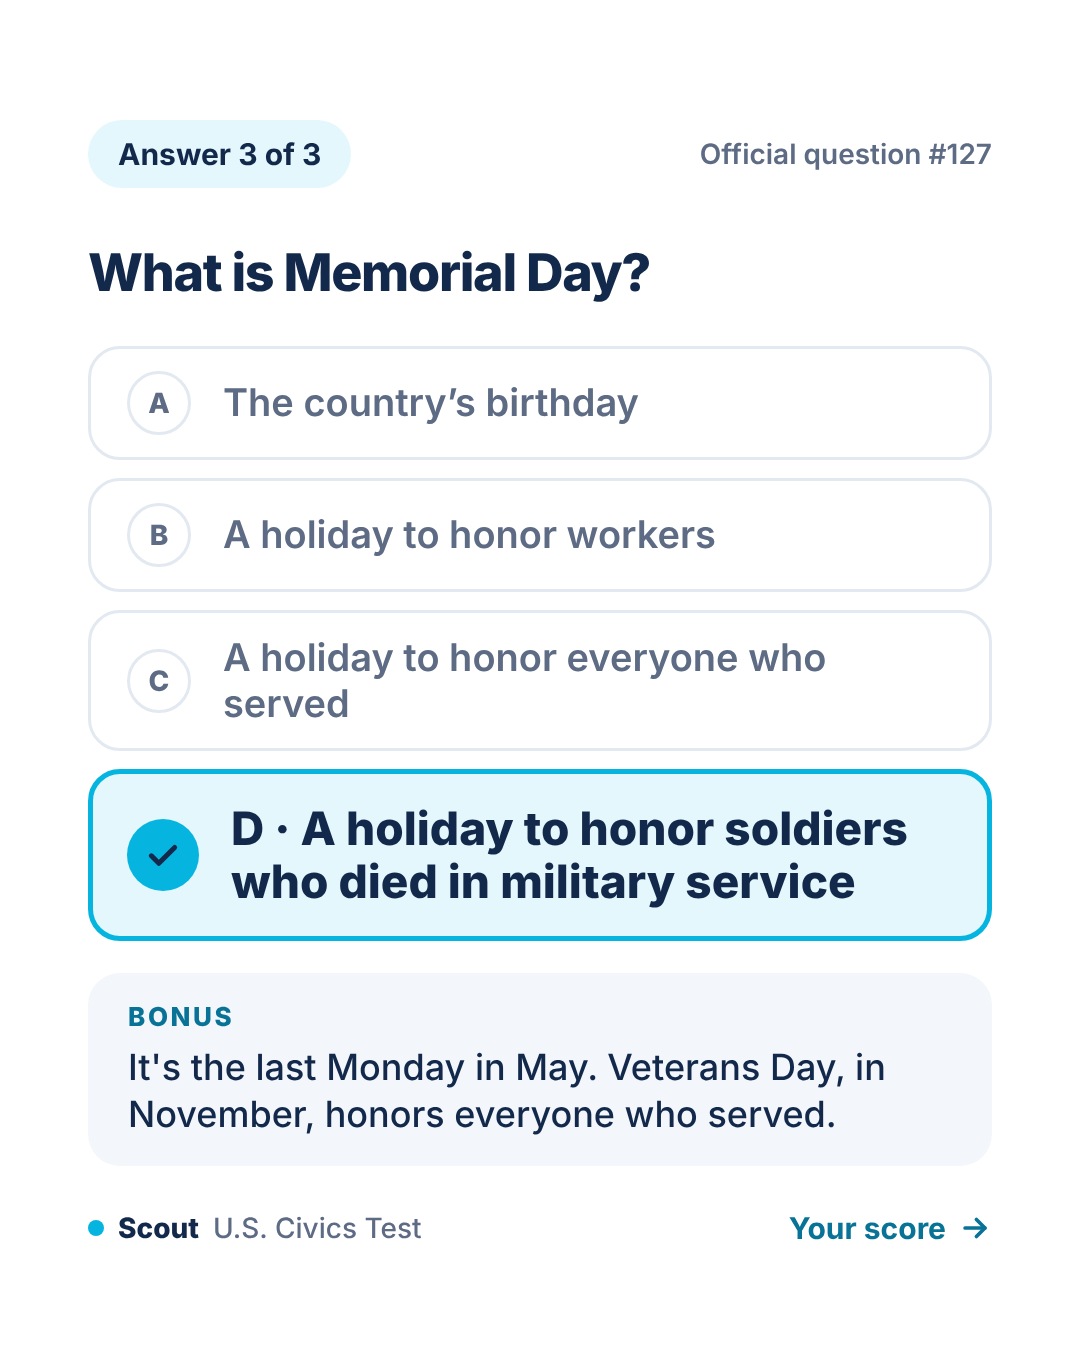 Answer 3 of 3
Official question #127
What is Memorial Day?
A
The country’s birthday
B
A holiday to honor workers
C
A holiday to honor everyone who
served
D · A holiday to honor soldiers
who died in military service
BONUS
It's the last Monday in May. Veterans Day, in
November, honors everyone who served.
Scout U.S. Civics Test
Your score →